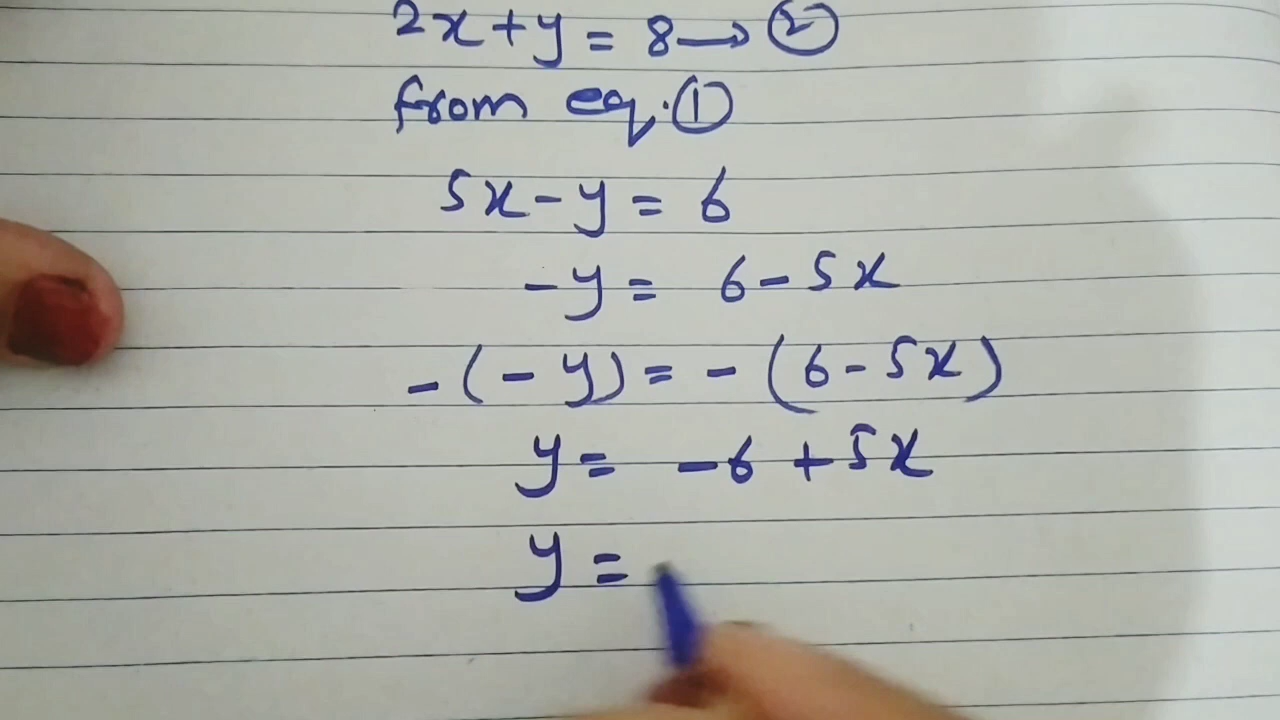 2x+y = 8 → ②
from eq.①
5x - y = 6
-y = 6 - 5x
-(-y) = -(6-5x)
y = -6 + 5x
y =